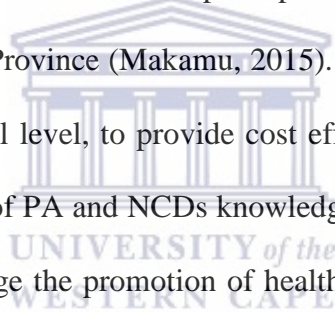 Province (Makamu, 2015).
l level, to provide cost eff
of PA and NCDs knowledg
UNIVERSITY of the
ge the promotion of health
WESTERN CAPE